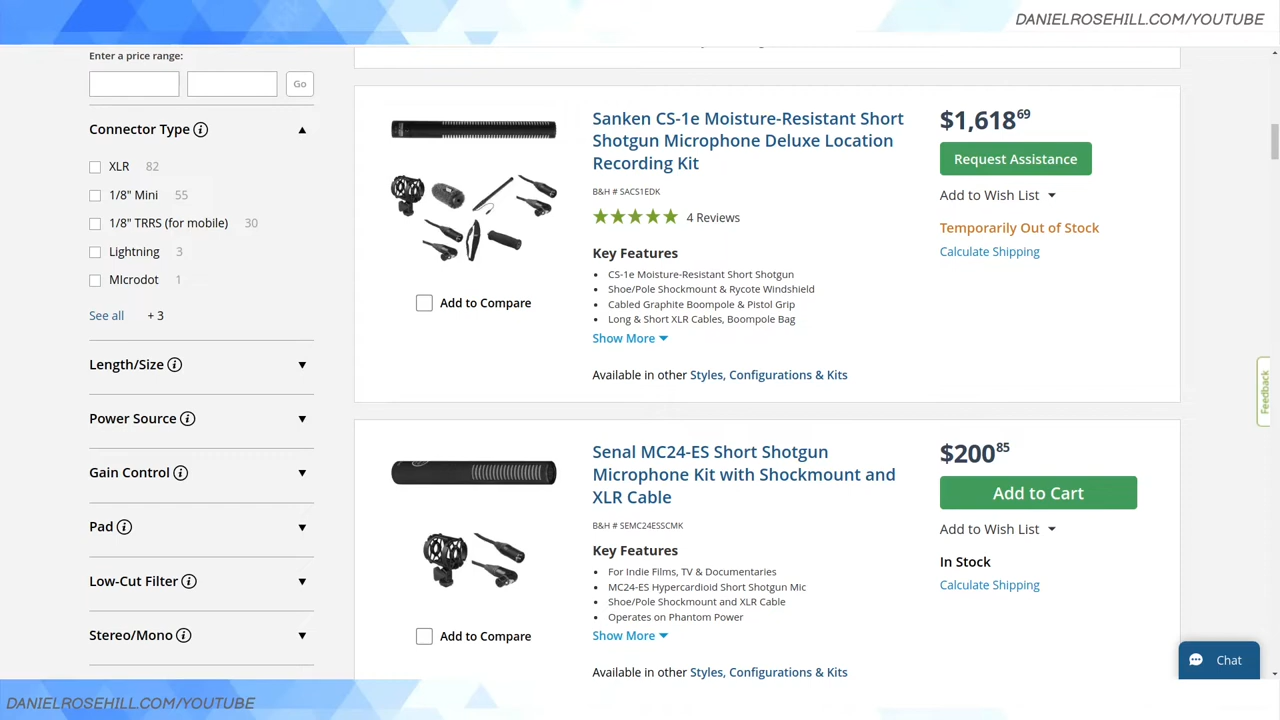 DANIELROSEHILL.COM/YOUTUBE
Enter a price range:
Go
Connector Type
XLR 82
1/8" Mini 55
1/8" TRRS (for mobile) 30
Lightning 3
MIcrodot 1
See all + 3
Length/Size
Power Source
Gain Control
Pad
Low-Cut Filter
Stereo/Mono
Sanken CS-1e Moisture-Resistant Short
Shotgun Microphone Deluxe Location
Recording Kit
B&H # SACS1EDK
4 Reviews
Key Features
CS-1e Moisture-Resistant Short Shotgun
Shoe/Pole Shockmount & Rycote Windshield
Cabled Graphite Boompole & Pistol Grip
Long & Short XLR Cables, Boompole Bag
Show More
Available in other Styles, Configurations & Kits
Add to Compare
$1,618 69
Request Assistance
Add to Wish List
Temporarily Out of Stock
Calculate Shipping
Senal MC24-ES Short Shotgun
Microphone Kit with Shockmount and
XLR Cable
B&H # SEMC24ESSCMK
Key Features
For Indie Films, TV & Documentaries
MC24-ES Hypercardioid Short Shotgun Mic
Shoe/Pole Shockmount and XLR Cable
Operates on Phantom Power
Show More
Available in other Styles, Configurations & Kits
Add to Compare
$200 85
Add to Cart
Add to Wish List
In Stock
Calculate Shipping
Feedback
Chat
DANIELROSEHILL.COM/YOUTUBE